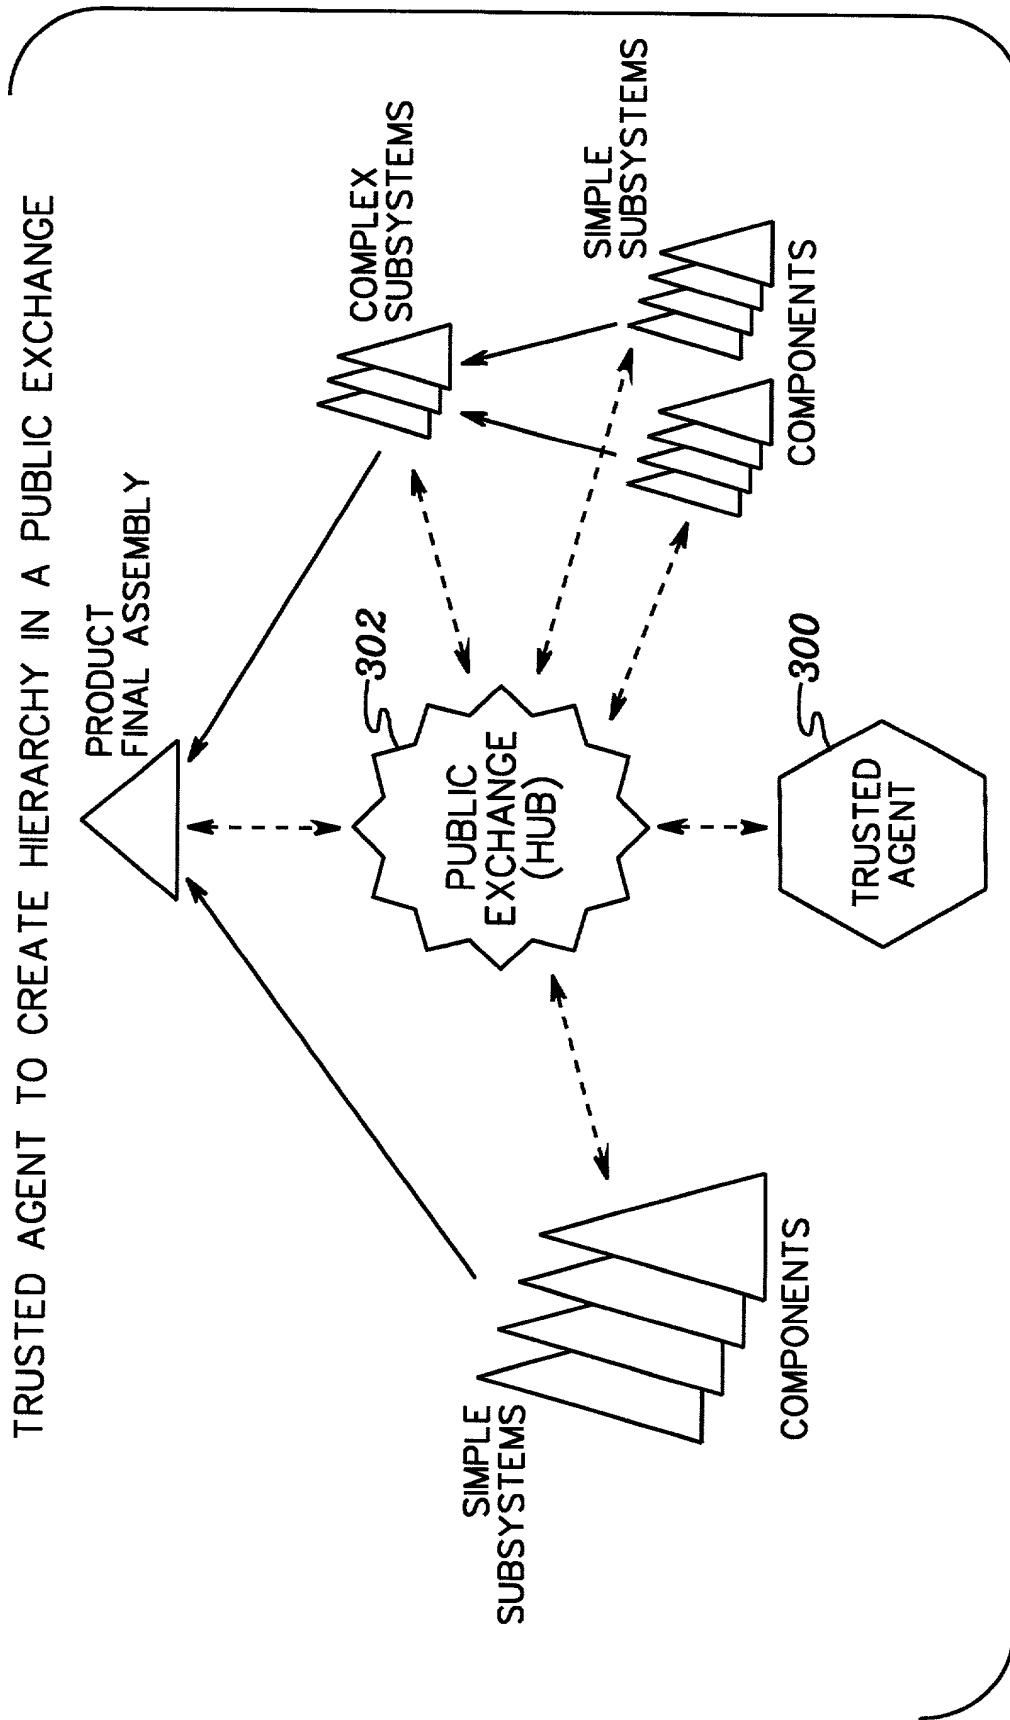 TRUSTED AGENT TO CREATE HIERARCHY IN A PUBLIC EXCHANGE
PRODUCT
FINAL ASSEMBLY
COMPLEX
SUBSYSTEMS
302
PUBLIC
EXCHANGE
(HUB)
SIMPLE
SUBSYSTEMS
SIMPLE
SUBSYSTEMS
COMPONENTS
COMPONENTS
300
TRUSTED
AGENT